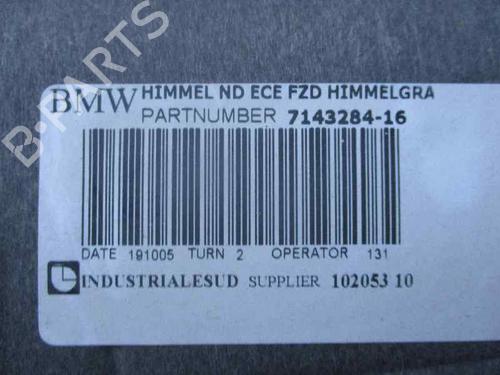 B-PARTS
BMW HIMMEL ND ECE FZD HIMMELGRA
PARTNUMBER 7143284-16
DATE 191005 TURN 2 OPERATOR 131
INDUSTRIALESUD SUPPLIER 102053 10